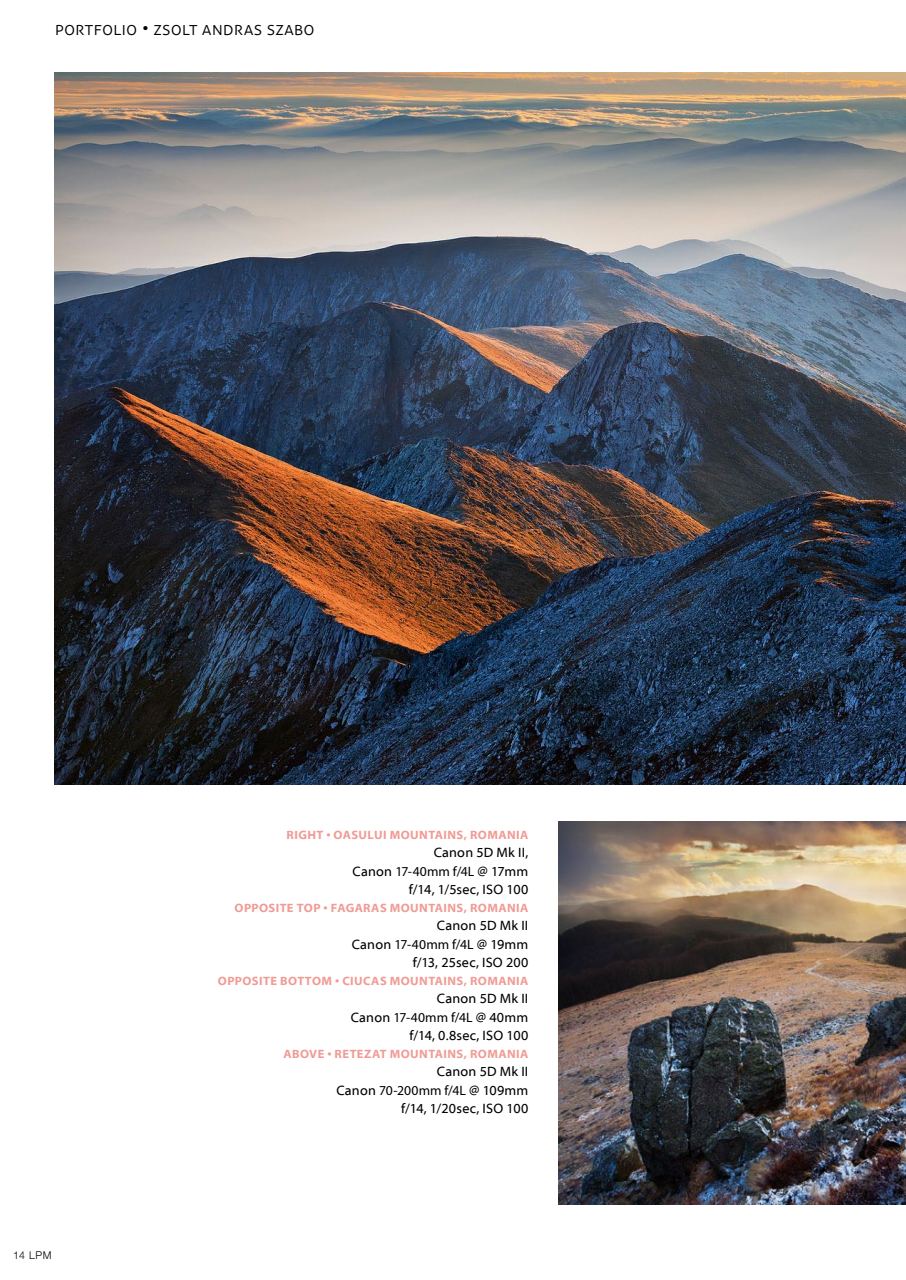 PORTFOLIO • ZSOLT ANDRAS SZABO
RIGHT • OASULUI MOUNTAINS, ROMANIA
Canon 5D Mk II,
Canon 17-40mm f/4L @ 17mm
f/14, 1/5sec, ISO 100
OPPOSITE TOP • FAGARAS MOUNTAINS, ROMANIA
Canon 5D Mk II
Canon 17-40mm f/4L @ 19mm
f/13, 25sec, ISO 200
OPPOSITE BOTTOM • CIUCAS MOUNTAINS, ROMANIA
Canon 5D Mk II
Canon 17-40mm f/4L @ 40mm
f/14, 0.8sec, ISO 100
ABOVE • RETEZAT MOUNTAINS, ROMANIA
Canon 5D Mk II
Canon 70-200mm f/4L @ 109mm
f/14, 1/20sec, ISO 100
14 LPM